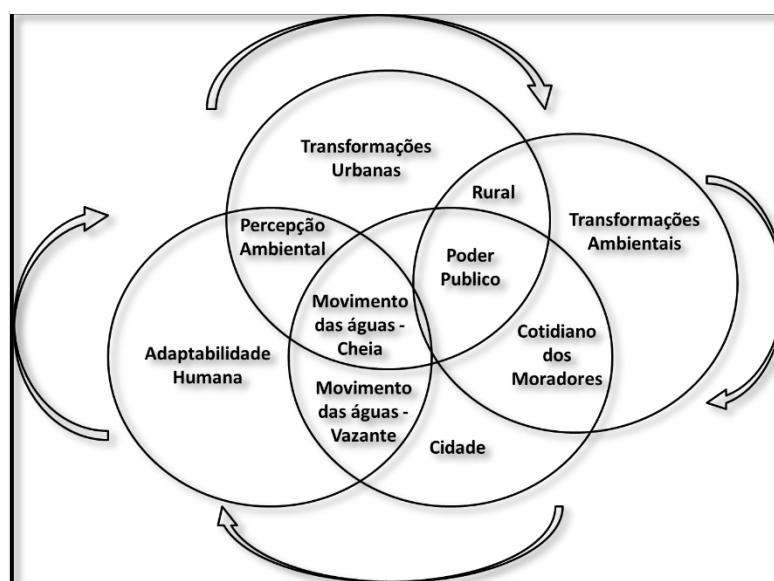 Transformações
Urbanas
Rural
Transformações
Ambientais
Percepção
Ambiental
Poder
Publico
Movimento
das águas -
Cheia
Adaptabilidade
Humana
Cotidiano
dos
Moradores
Movimento
das águas -
Vazante
Cidade